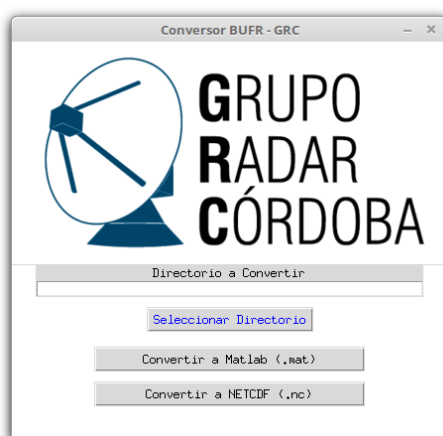 Conversor BUFR - GRC
GRUPO
RADAR
CÓRDOBA
Directorio a Convertir
Seleccionar Directorio
Convertir a Matlab (.mat)
Convertir a NETCDF (.nc)